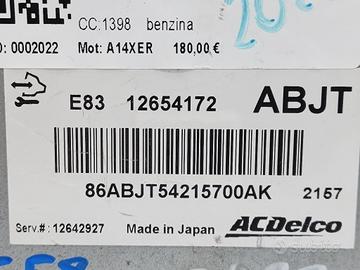 CC:1398 benzina
D: 0002022 Mot: A14XER 180,00 €
E83 12654172 ABJT
86ABJT54215700AK 2157
Serv.#: 12642927 Made in Japan ACDelco